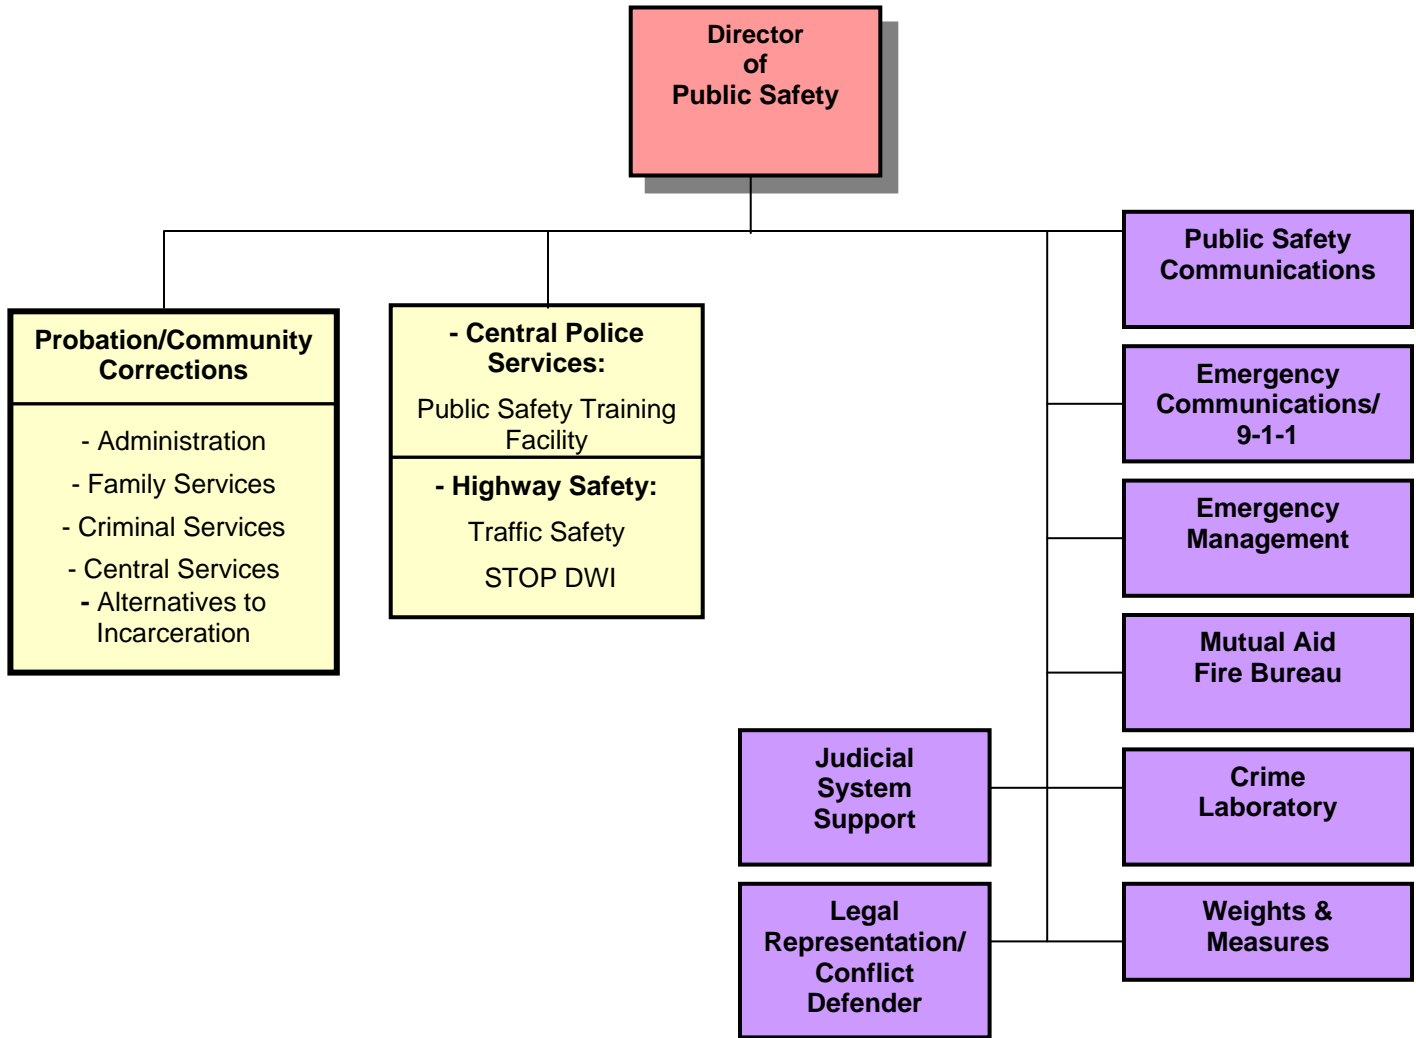 Director
of
Public Safety
Probation/Community
Corrections
- Administration
- Family Services
- Criminal Services
- Central Services
- Alternatives to
Incarceration
- Central Police
Services:
Public Safety Training
Facility
- Highway Safety:
Traffic Safety
STOP DWI
Public Safety
Communications
Emergency
Communications/
9-1-1
Emergency
Management
Mutual Aid
Fire Bureau
Judicial
System
Support
Crime
Laboratory
Legal
Representation/
Conflict
Defender
Weights &
Measures